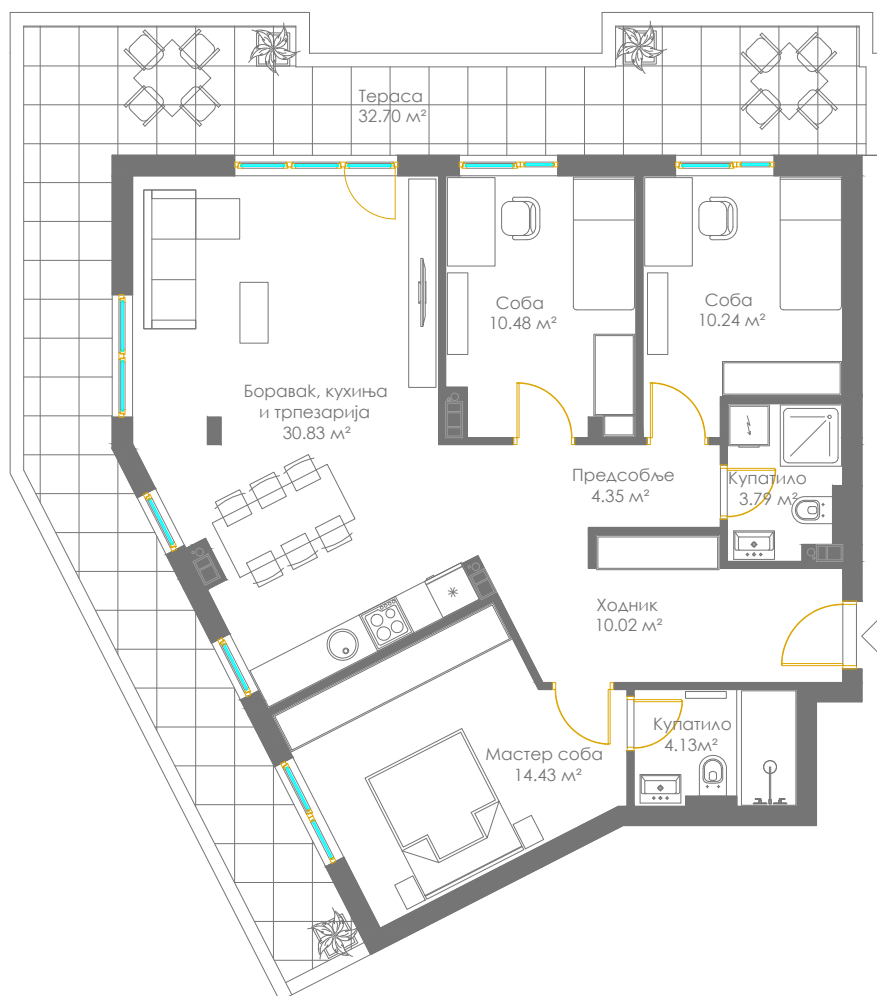 Тераса
32.70 м²
Соба
10.48 м²
Соба
10.24 м²
Боравак, кухиња
и трпезарија
30.83 м²
Предсобље
4.35 м²
Купатило
3.79 м²
Ходник
10.02 м²
Купатило
4.13м²
Мастер соба
14.43 м²